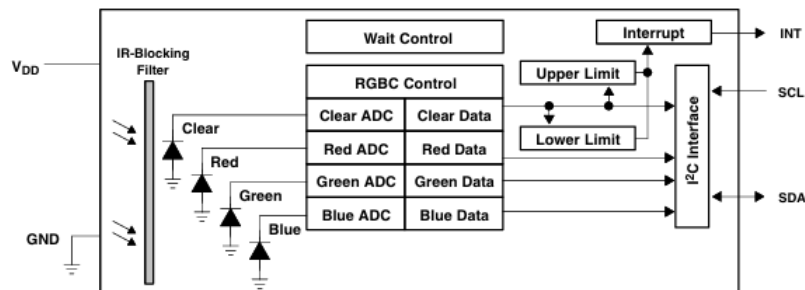 VDD
IR-Blocking
Filter
Wait Control
Interrupt
INT
RGBC Control
Upper Limit
SCL
Clear
Clear ADC
Clear Data
Lower Limit
Red
Red ADC
Red Data
I2C Interface
Green
Green ADC
Green Data
SDA
Blue
Blue ADC
Blue Data
GND